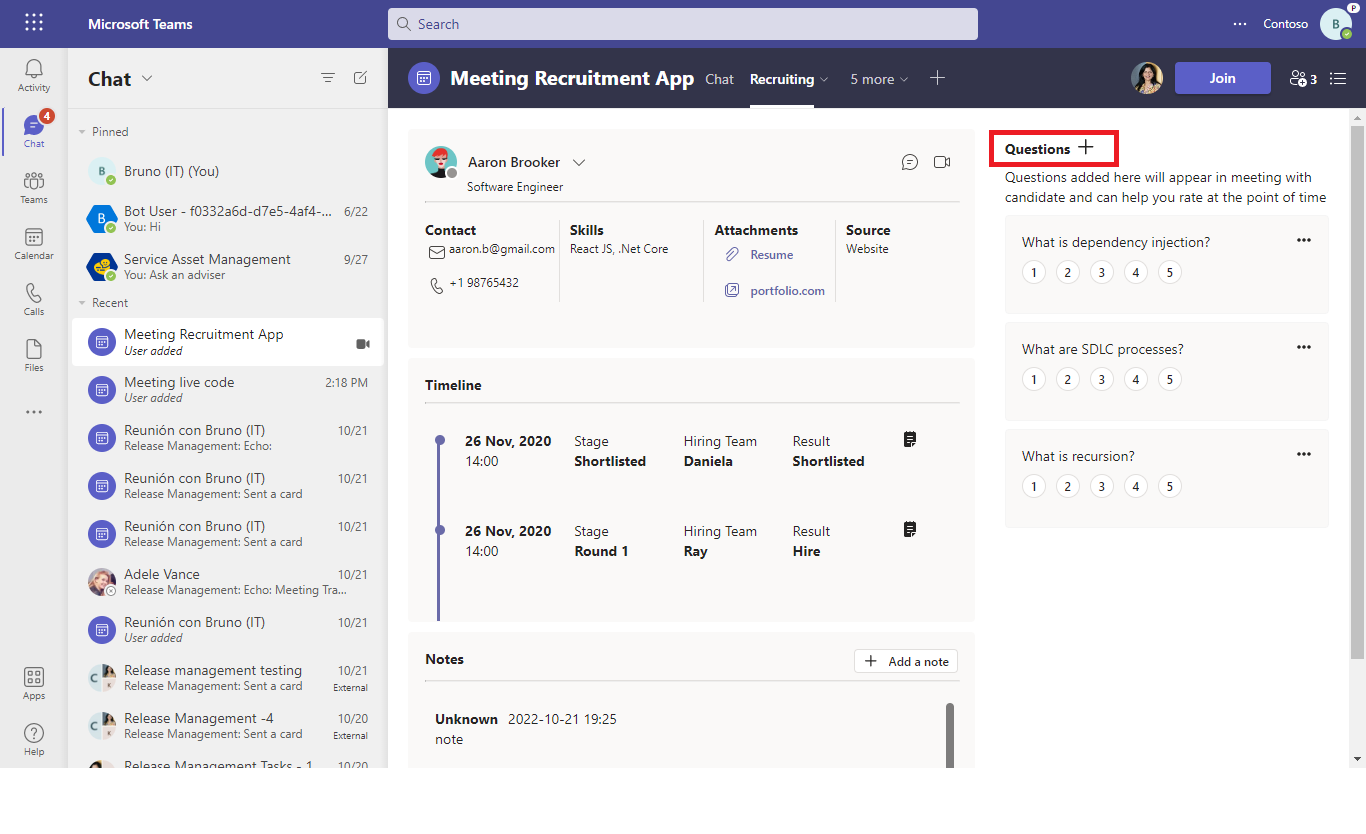 Microsoft Teams
Search
Contoso
B
P
Activity
4
Chat
Teams
Calendar
Calls
Files
Apps
Help
Chat
Pinned
B
Bruno (IT) (You)
B
Bot User - f0332a6d-d7e5-4af4-... 6/22
You: Hi
Service Asset Management 9/27
You: Ask an adviser
Recent
Meeting Recruitment App
User added
Meeting live code 2:18 PM
User added
Reunión con Bruno (IT) 10/21
Release Management: Echo:
Reunión con Bruno (IT) 10/21
Release Management: Sent a card
Reunión con Bruno (IT) 10/21
Release Management: Sent a card
Adele Vance 10/21
Release Management: Echo: Meeting Tra...
Reunión con Bruno (IT) 10/21
User added
C K
Release management testing 10/21
Release Management: Sent a card External
C K
Release Management -4 10/20
Release Management: Sent a card External
Release Management Tasks - 1 10/20
Meeting Recruitment App Chat Recruiting 5 more
Join
3
Aaron Brooker
Software Engineer
Contact
aaron.b@gmail.com
+1 98765432
Skills
React JS, .Net Core
Attachments
Resume
portfolio.com
Source
Website
Timeline
26 Nov, 2020 Stage Hiring Team Result
14:00 Shortlisted Daniela Shortlisted
26 Nov, 2020 Stage Hiring Team Result
14:00 Round 1 Ray Hire
Notes
Add a note
Unknown 2022-10-21 19:25
note
Questions
Questions added here will appear in meeting with
candidate and can help you rate at the point of time
What is dependency injection?
1 2 3 4 5
What are SDLC processes?
1 2 3 4 5
What is recursion?
1 2 3 4 5